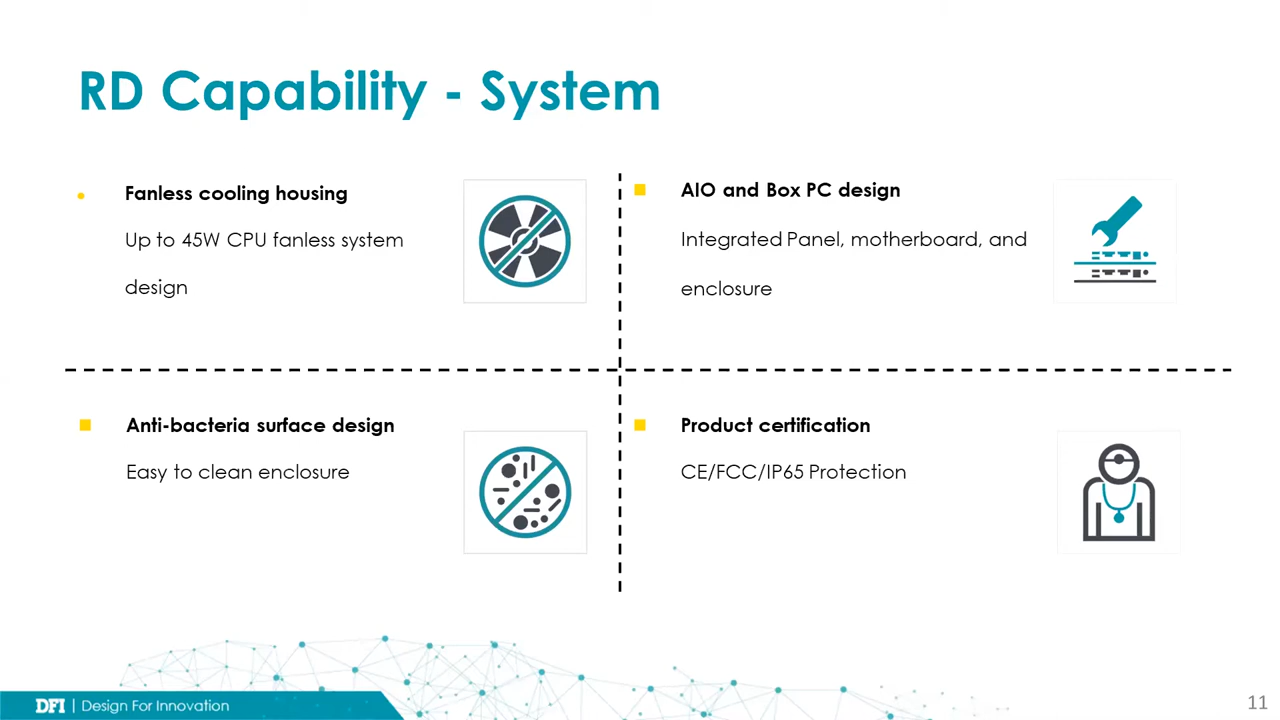 RD Capability - System
Fanless cooling housing
Up to 45W CPU fanless system
design
AIO and Box PC design
Integrated Panel, motherboard, and
enclosure
Anti-bacteria surface design
Easy to clean enclosure
Product certification
CE/FCC/IP65 Protection
DFI | Design For Innovation
11